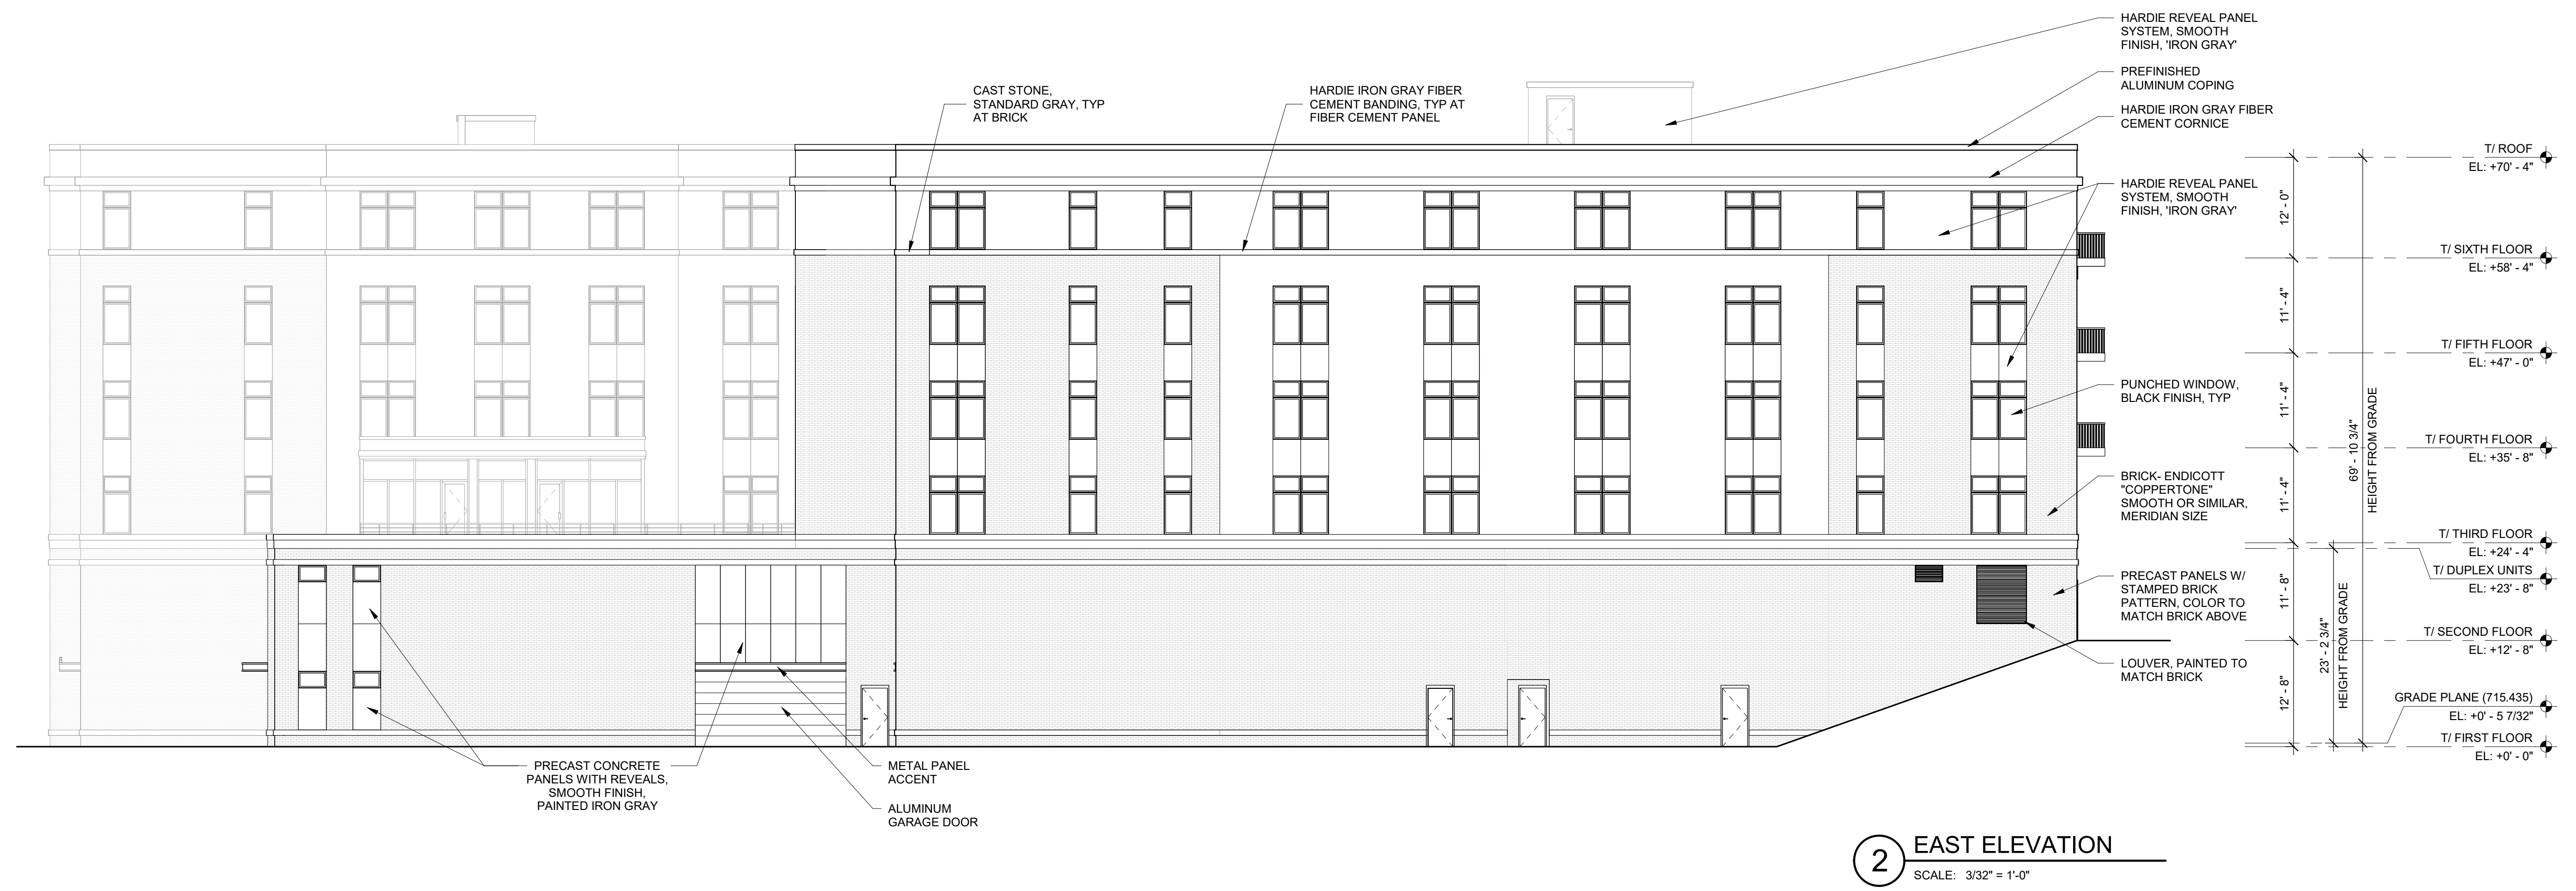 HARDIE REVEAL PANEL
SYSTEM, SMOOTH
FINISH, 'IRON GRAY'
PREFINISHED
ALUMINUM COPING
CAST STONE,
STANDARD GRAY, TYP
AT BRICK
HARDIE IRON GRAY FIBER
CEMENT BANDING, TYP AT
FIBER CEMENT PANEL
HARDIE IRON GRAY FIBER
CEMENT CORNICE
HARDIE REVEAL PANEL
SYSTEM, SMOOTH
FINISH, 'IRON GRAY'
PUNCHED WINDOW,
BLACK FINISH, TYP
BRICK- ENDICOTT
"COPPERTONE"
SMOOTH OR SIMILAR,
MERIDIAN SIZE
PRECAST PANELS W/
STAMPED BRICK
PATTERN, COLOR TO
MATCH BRICK ABOVE
LOUVER, PAINTED TO
MATCH BRICK
12' - 0"
11' - 4"
11' - 4"
11' - 4"
11' - 8"
12' - 8"
23' - 2 3/4"
HEIGHT FROM GRADE
69' - 10 3/4"
HEIGHT FROM GRADE
T/ ROOF
EL: +70' - 4"
T/ SIXTH FLOOR
EL: +58' - 4"
T/ FIFTH FLOOR
EL: +47' - 0"
T/ FOURTH FLOOR
EL: +35' - 8"
T/ THIRD FLOOR
EL: +24' - 4"
T/ DUPLEX UNITS
EL: +23' - 8"
T/ SECOND FLOOR
EL: +12' - 8"
GRADE PLANE (715.435)
EL: +0' - 5 7/32"
T/ FIRST FLOOR
EL: +0' - 0"
PRECAST CONCRETE
PANELS WITH REVEALS,
SMOOTH FINISH,
PAINTED IRON GRAY
METAL PANEL
ACCENT
ALUMINUM
GARAGE DOOR
2
EAST ELEVATION
SCALE: 3/32" = 1'-0"